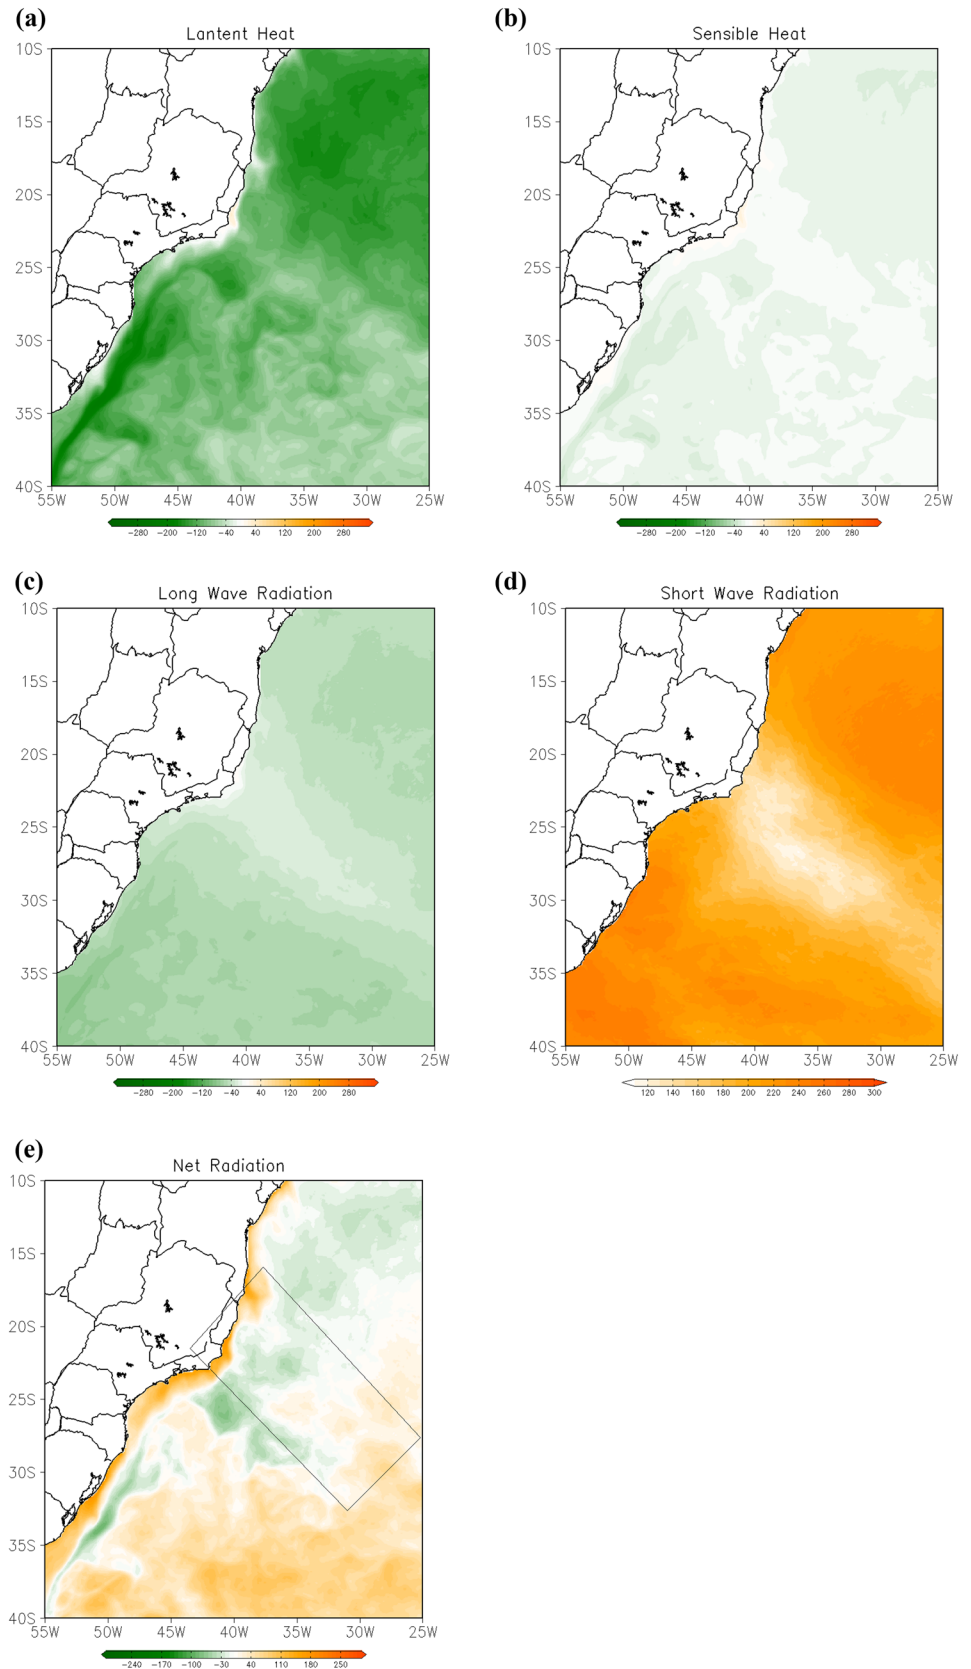 (a)
Lantent Heat
10S
15S
20S
25S
30S
35S
40S
55W 50W 45W 40W 35W 30W 25W
-280 -200 -120 -40 40 120 200 280
(b)
Sensible Heat
10S
15S
20S
25S
30S
35S
40S
55W 50W 45W 40W 35W 30W 25W
-280 -200 -120 -40 40 120 200 280
(c)
Long Wave Radiation
10S
15S
20S
25S
30S
35S
40S
55W 50W 45W 40W 35W 30W 25W
-280 -200 -120 -40 40 120 200 280
(d)
Short Wave Radiation
10S
15S
20S
25S
30S
35S
40S
55W 50W 45W 40W 35W 30W 25W
120 140 160 180 200 220 240 260 280 300
(e)
Net Radiation
10S
15S
20S
25S
30S
35S
40S
55W 50W 45W 40W 35W 30W 25W
-240 -170 -100 -30 40 110 180 250